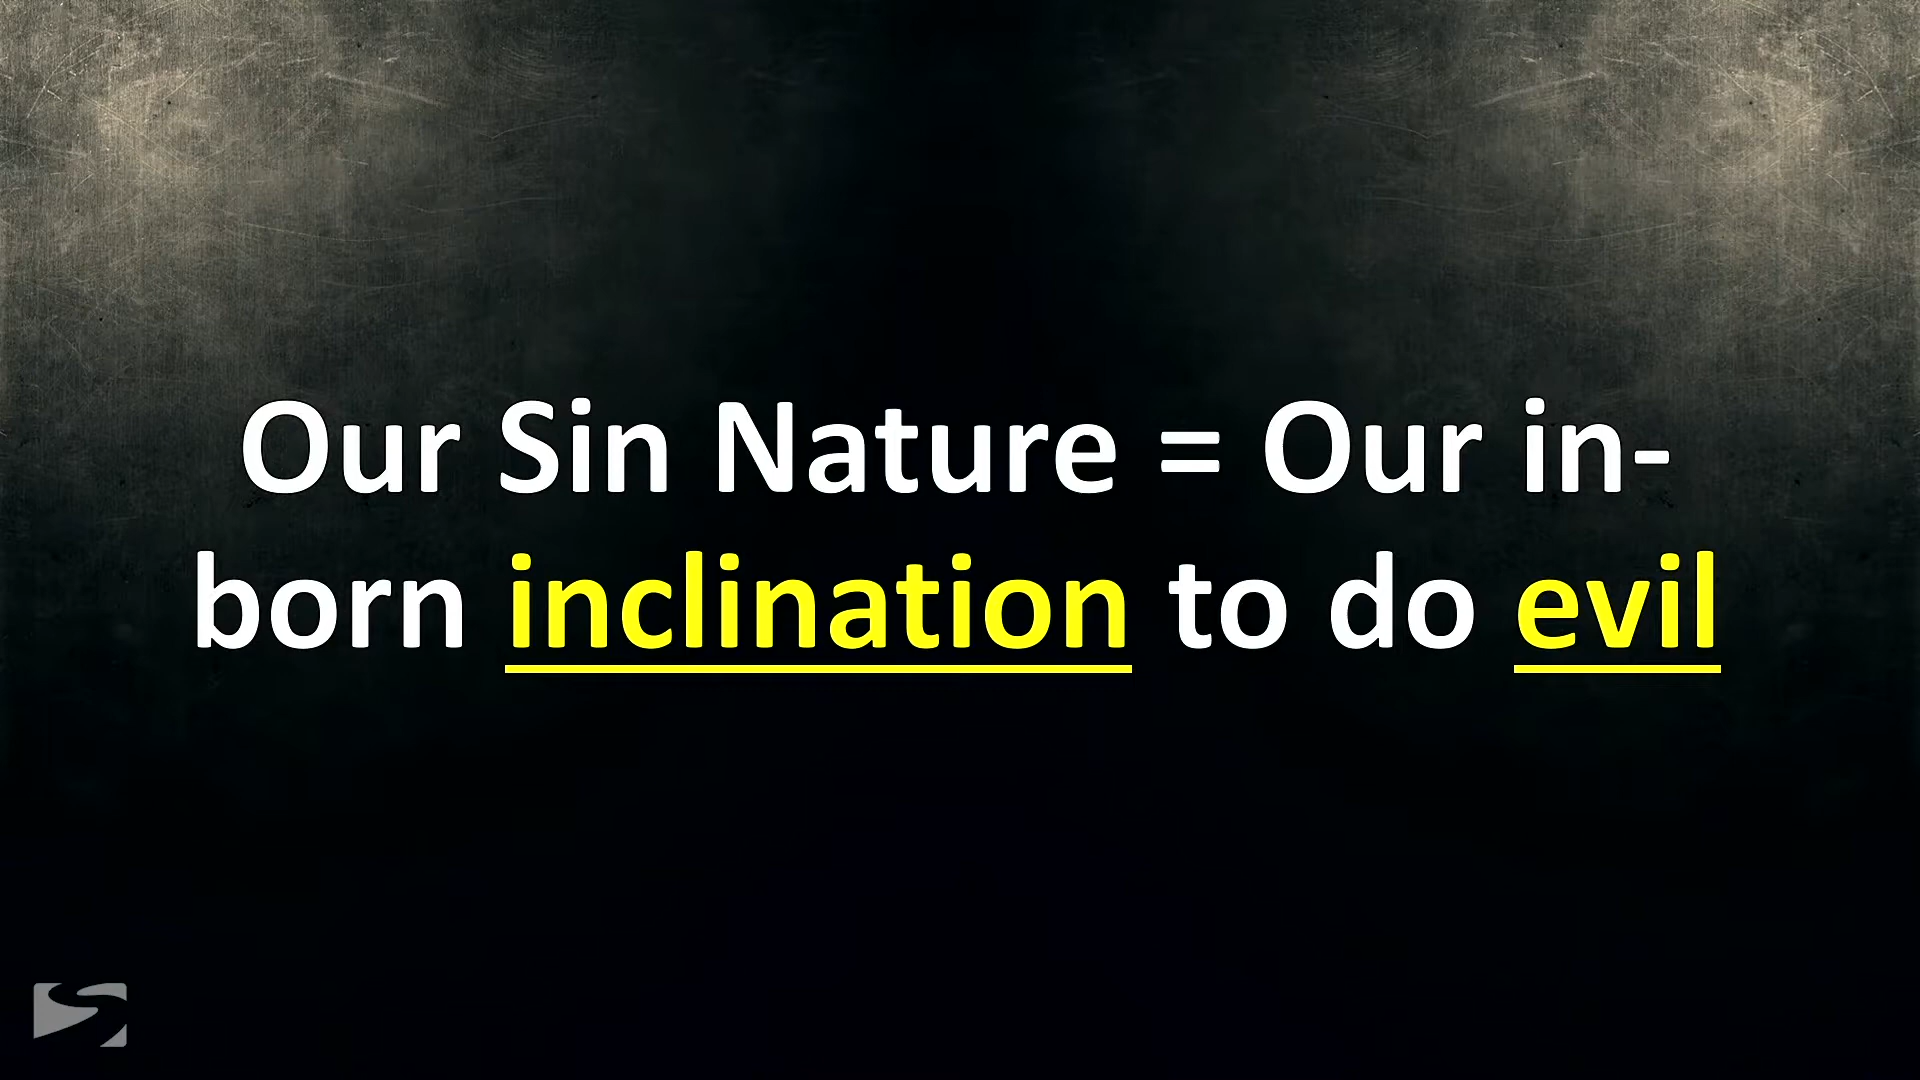 Our Sin Nature = Our in-
born inclination to do evil